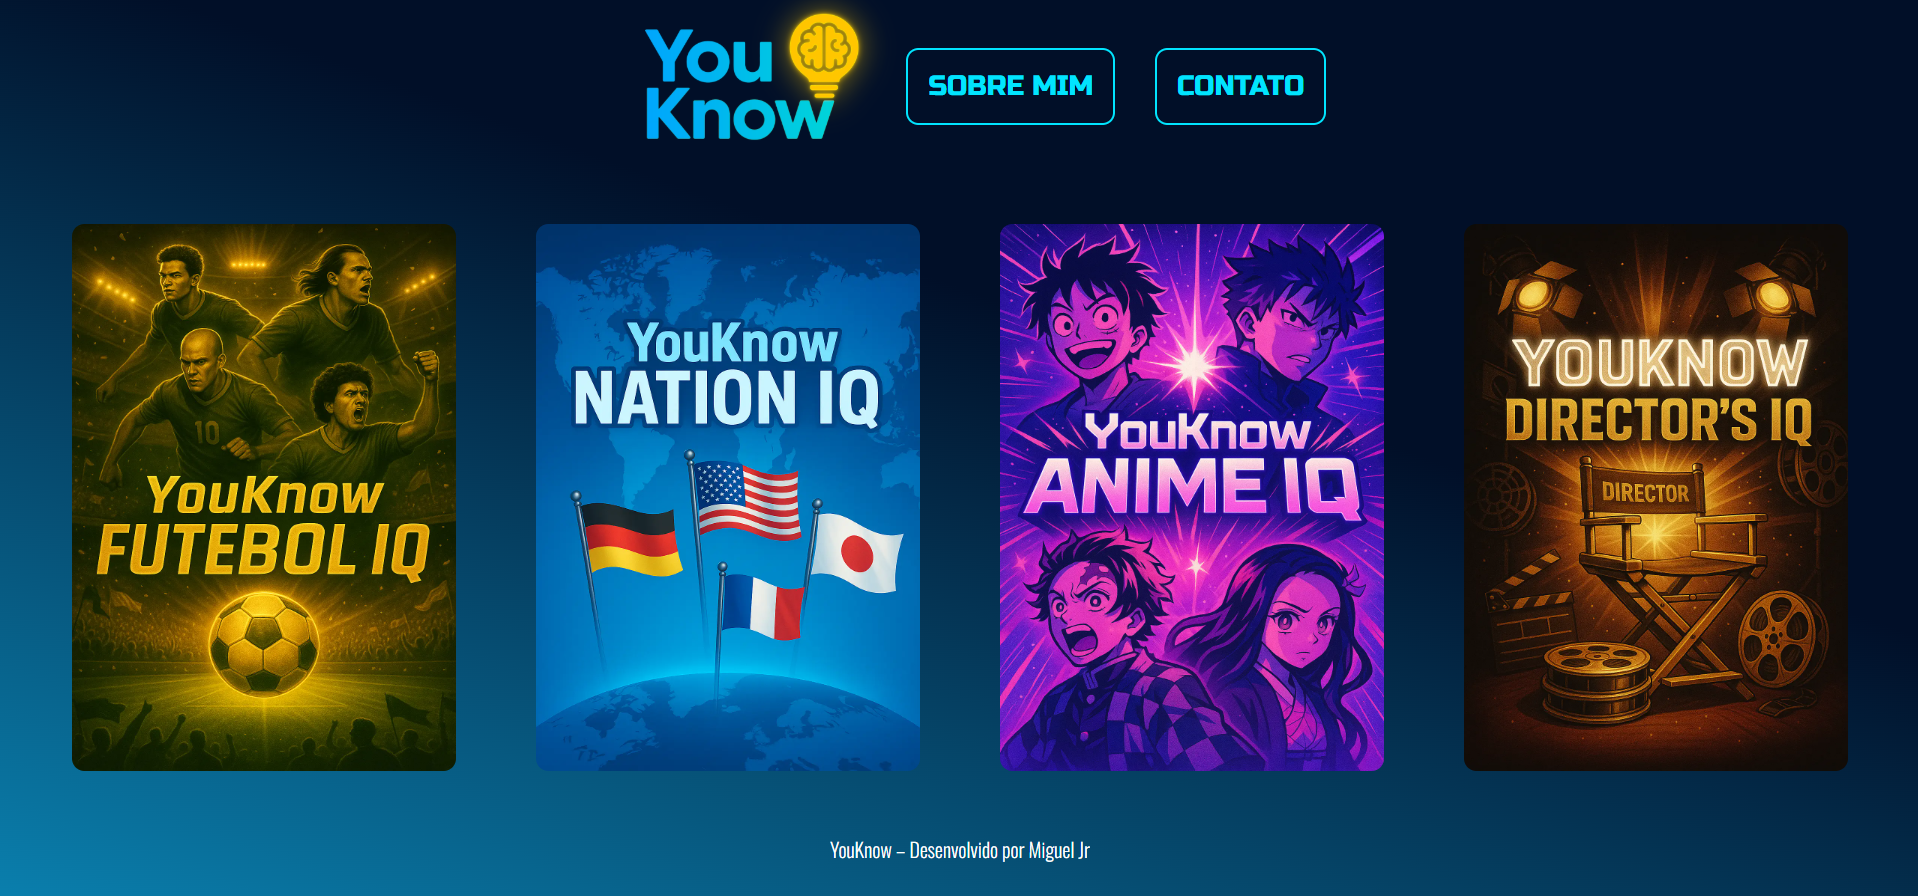 You
Know
SOBRE MIM
CONTATO
YouKnow
FUTEBOL IQ
10
YouKnow
NATION IQ
YouKnow
ANIME IQ
YOUKNOW
DIRECTOR'S IQ
DIRECTOR
YouKnow – Desenvolvido por Miguel Jr